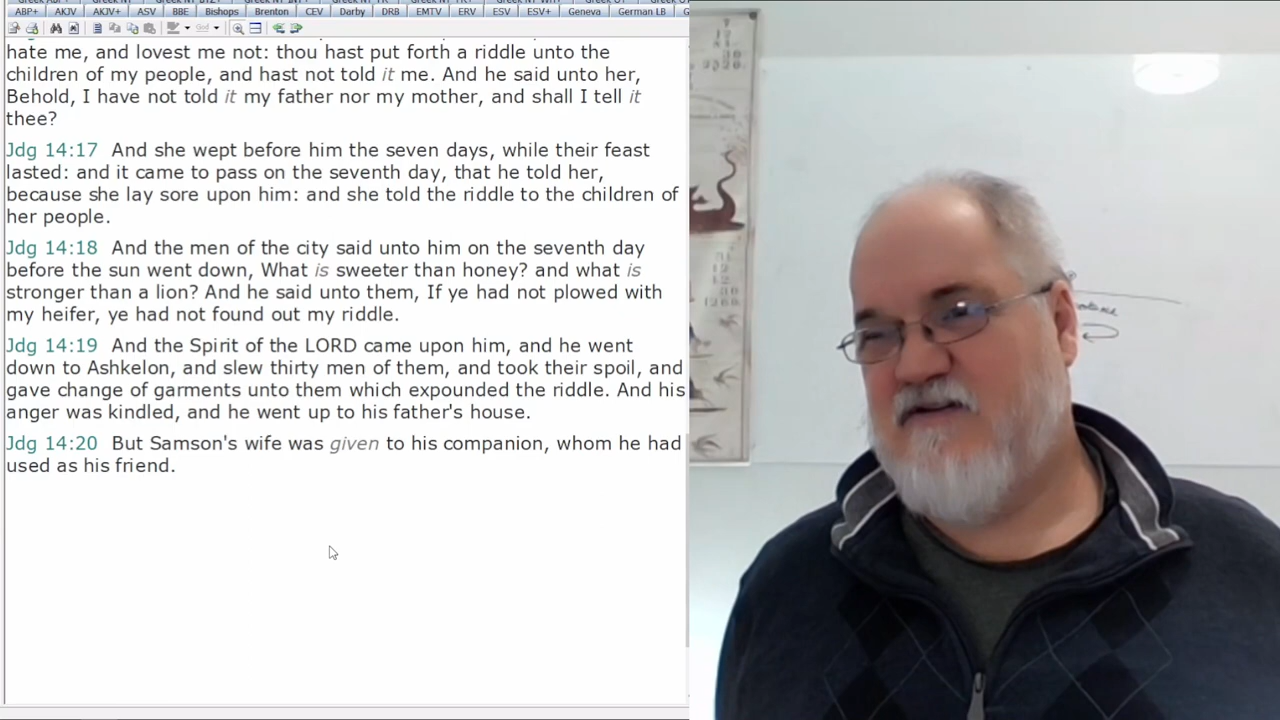 ABP+ AKJV AKJV+ ASV BBE Bishops Brenton CEV Darby DRB EMTV ERV ESV ESV+ Geneva German LB
hate me, and lovest me not: thou hast put forth a riddle unto the
children of my people, and hast not told it me. And he said unto her,
Behold, I have not told it my father nor my mother, and shall I tell it
thee?
Jdg 14:17 And she wept before him the seven days, while their feast
lasted: and it came to pass on the seventh day, that he told her,
because she lay sore upon him: and she told the riddle to the children of
her people.
Jdg 14:18 And the men of the city said unto him on the seventh day
before the sun went down, What is sweeter than honey? and what is
stronger than a lion? And he said unto them, If ye had not plowed with
my heifer, ye had not found out my riddle.
Jdg 14:19 And the Spirit of the LORD came upon him, and he went
down to Ashkelon, and slew thirty men of them, and took their spoil, and
gave change of garments unto them which expounded the riddle. And his
anger was kindled, and he went up to his father's house.
Jdg 14:20 But Samson's wife was given to his companion, whom he had
used as his friend.